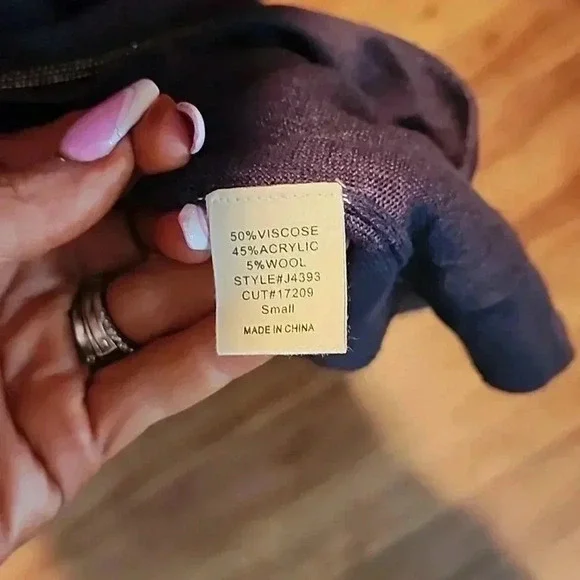 50%VISCOSE
45%ACRYLIC
5%WOOL
STYLE#J4393
CUT#17209
Small
MADE IN CHINA